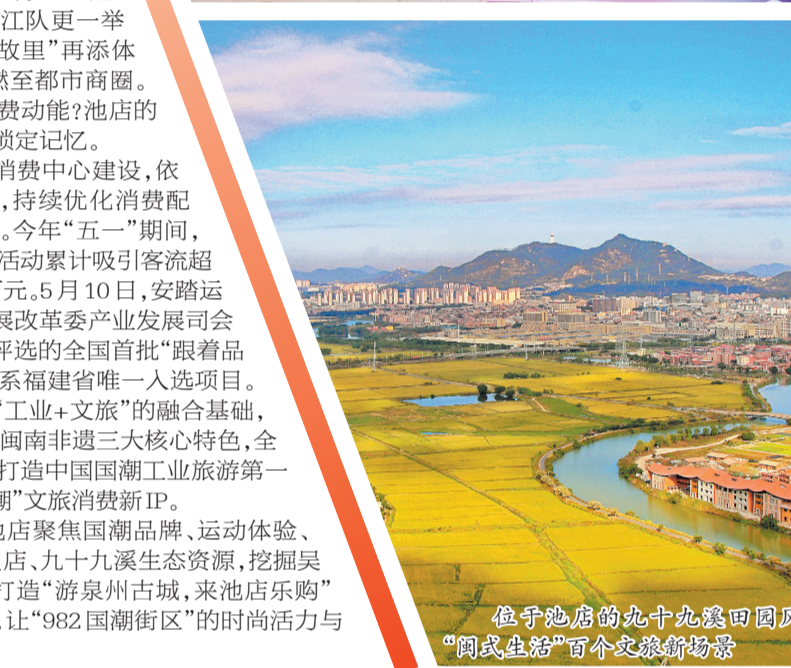 江队更一举
故里”再添体
燃至都市商圈。
费动能?池店的
锁定记忆。
消费中心建设,依
,持续优化消费配
。今年“五一”期间,
活动累计吸引客流超
万元。5月10日,安踏运
展改革委产业发展司会
评选的全国首批“跟着品
系福建省唯一入选项目。
“工业+文旅”的融合基础,
闽南非遗三大核心特色,全
打造中国国潮工业旅游第一
潮”文旅消费新IP。
池店聚焦国潮品牌、运动体验、
店、九十九溪生态资源,挖掘吴
打造“游泉州古城,来池店乐购”
,让“982国潮街区”的时尚活力与
位于池店的九十九溪田园风
“闽式生活”百个文旅新场景